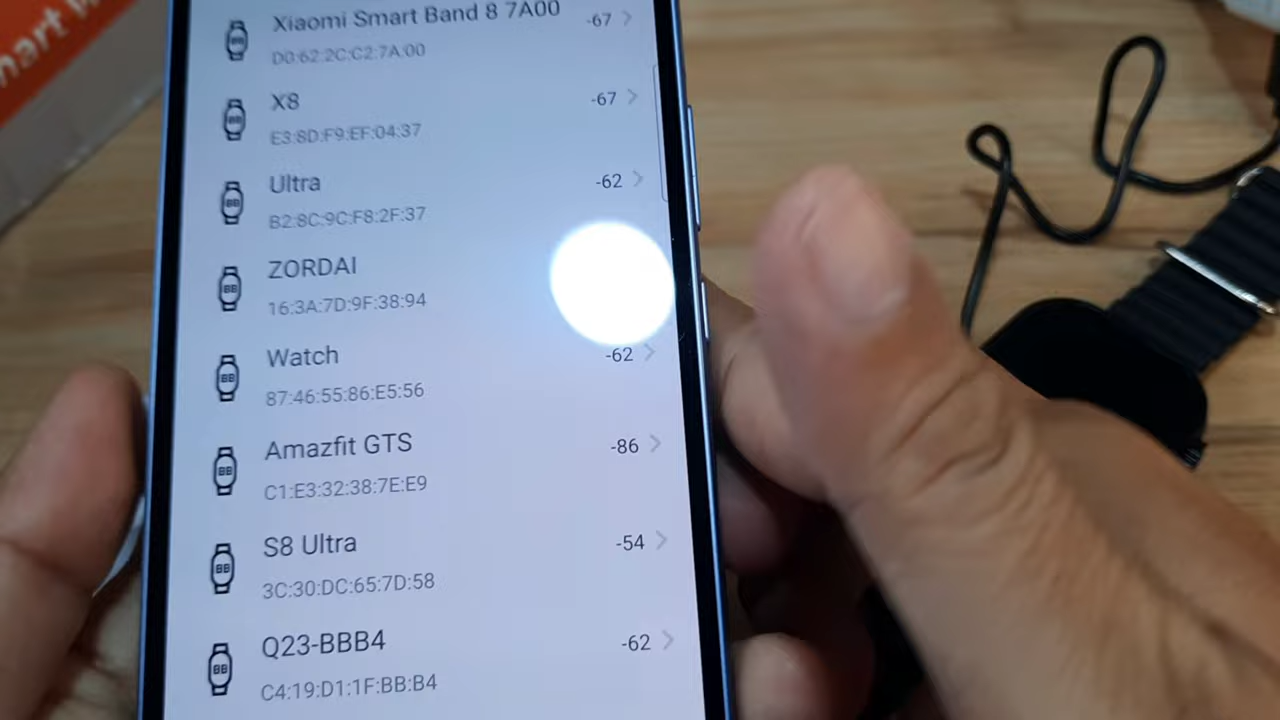 nart W
Xiaomi Smart Band 8 7A00
-67
D0:62:2C:C2:7A:00
X8
-67
E3:8D:F9:EF:04:37
Ultra
-62
B2:8C:9C:F8:2F:37
ZORDAI
16:3A:7D:9F:38:94
Watch
-62
87:46:55:86:E5:56
Amazfit GTS
-86
C1:E3:32:38:7E:E9
S8 Ultra
-54
3C:30:DC:65:7D:58
Q23-BBB4
-62
C4:19:D1:1F:BB:B4